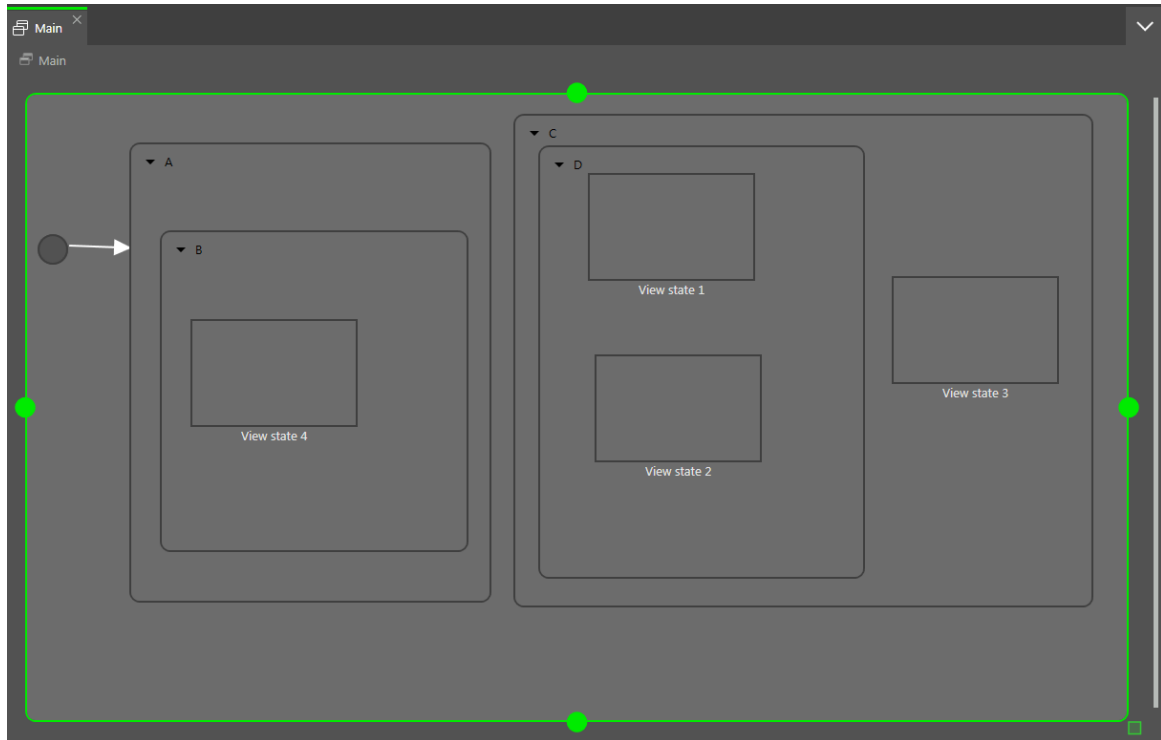 Main
Main
A
B
View state 4
C
D
View state 1
View state 2
View state 3